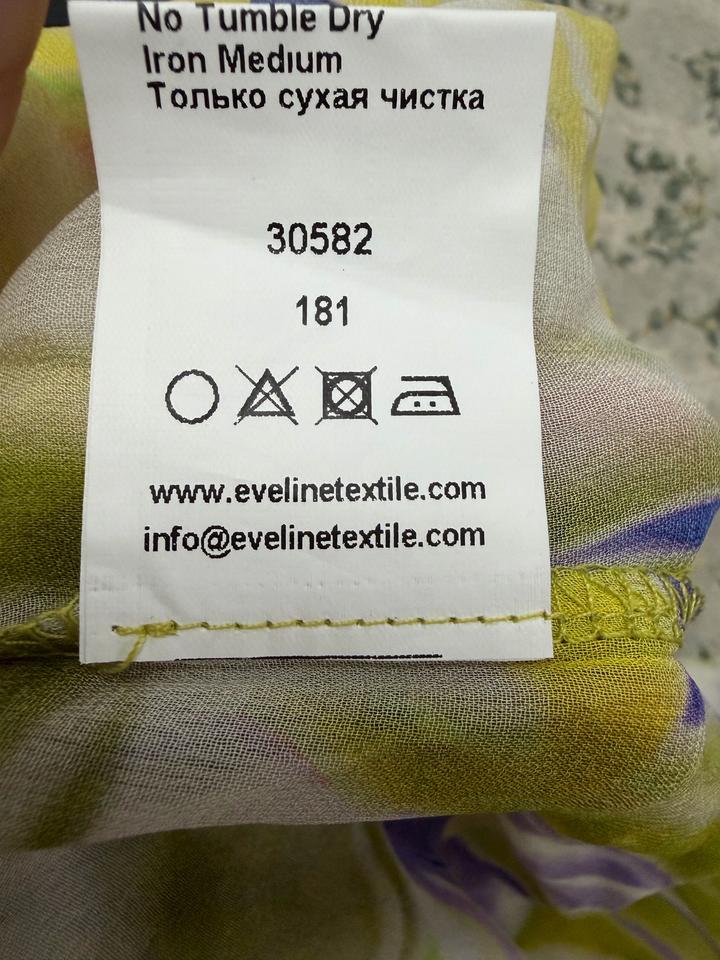 No Tumble Dry
Iron Medium
Только сухая чистка
30582
181
www.evelinetextile.com
info@evelinetextile.com